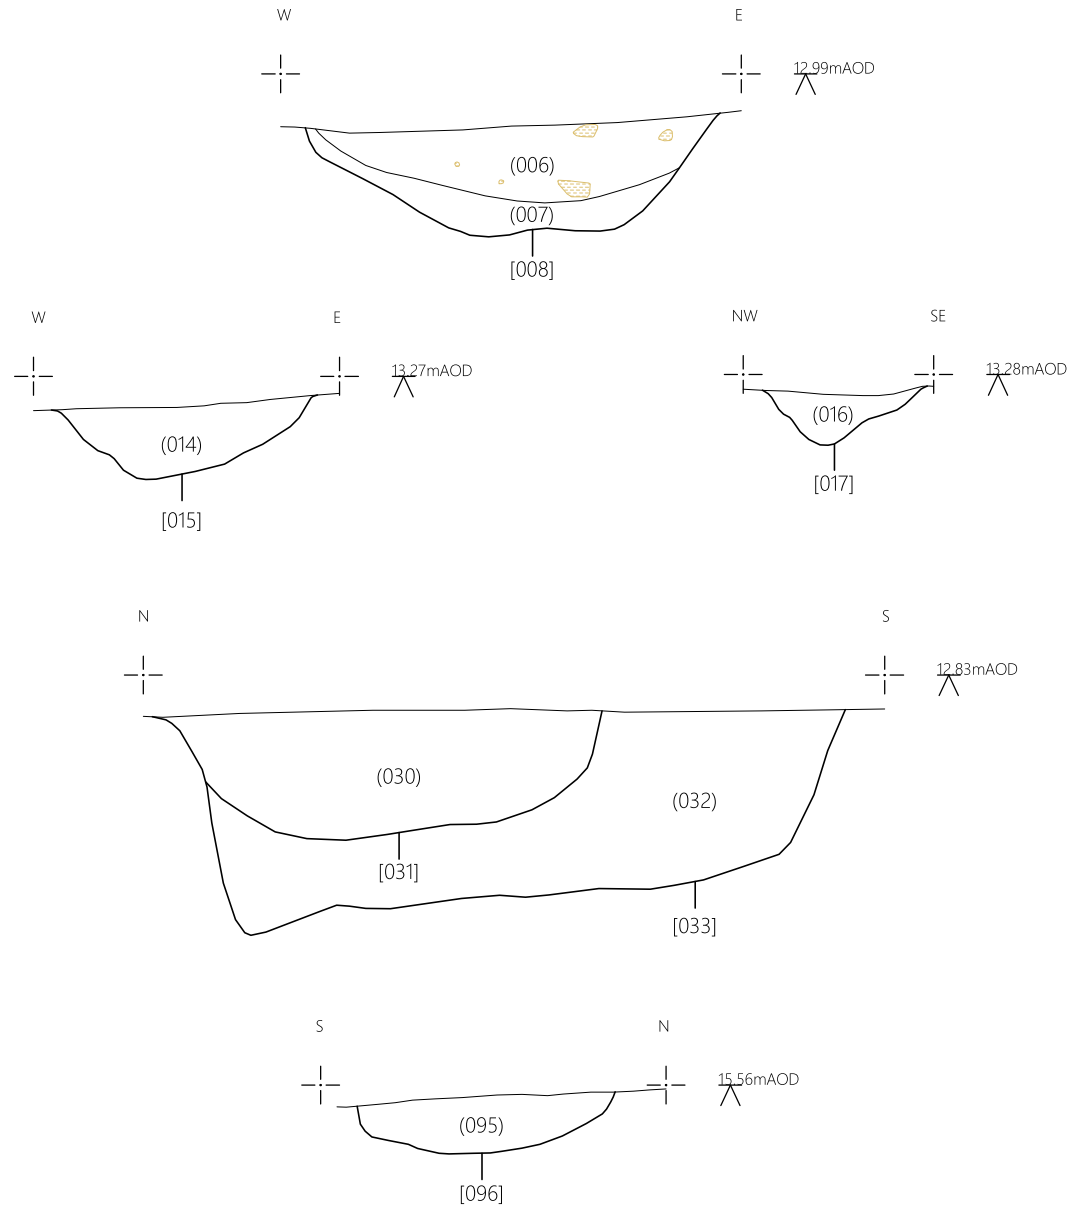 W E
12.99mAOD
(006)
(007)
[008]
W E NW SE
13.27mAOD 13.28mAOD
(014) (016)
[015] [017]
N S
12.83mAOD
(030)
(032)
[031]
[033]
S N
15.56mAOD
(095)
[096]